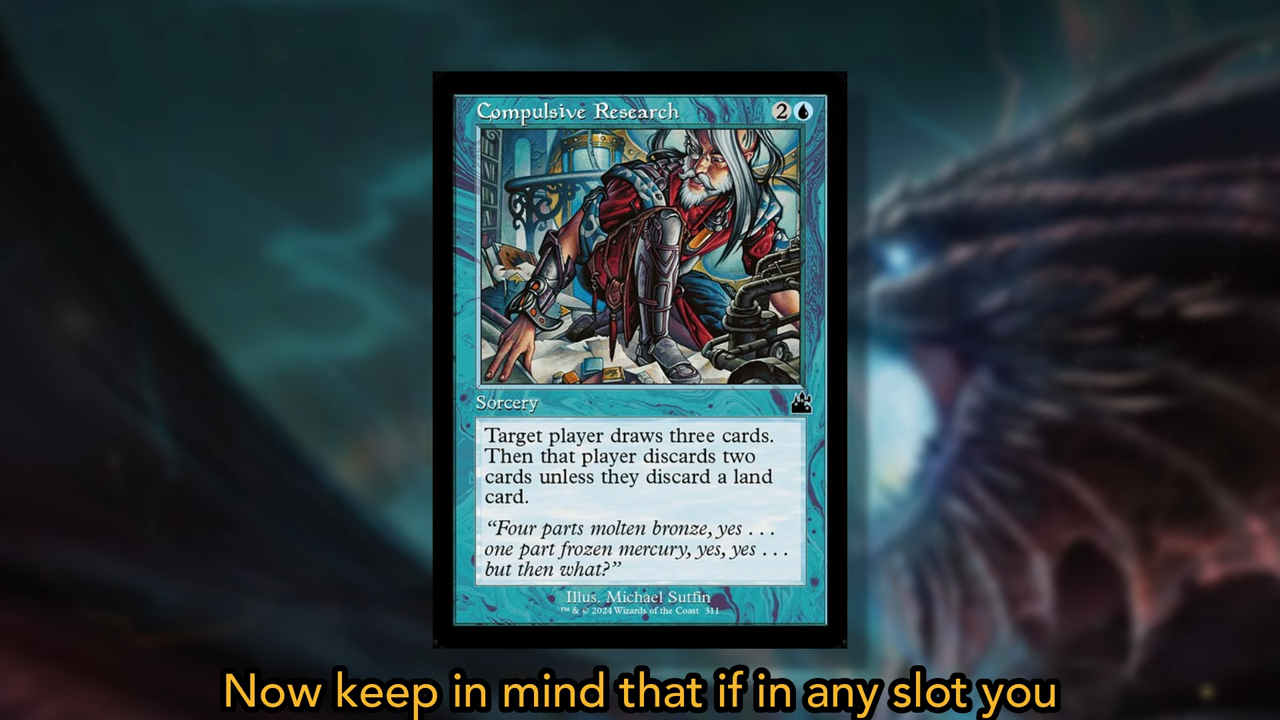 Compulsive Research 2
Sorcery
Target player draws three cards.
Then that player discards two
cards unless they discard a land
card.
“Four parts molten bronze, yes . . .
one part frozen mercury, yes, yes . . .
but then what?”
Illus. Michael Sutfin
™ & © 2024 Wizards of the Coast 311
Now keep in mind that if in any slot you